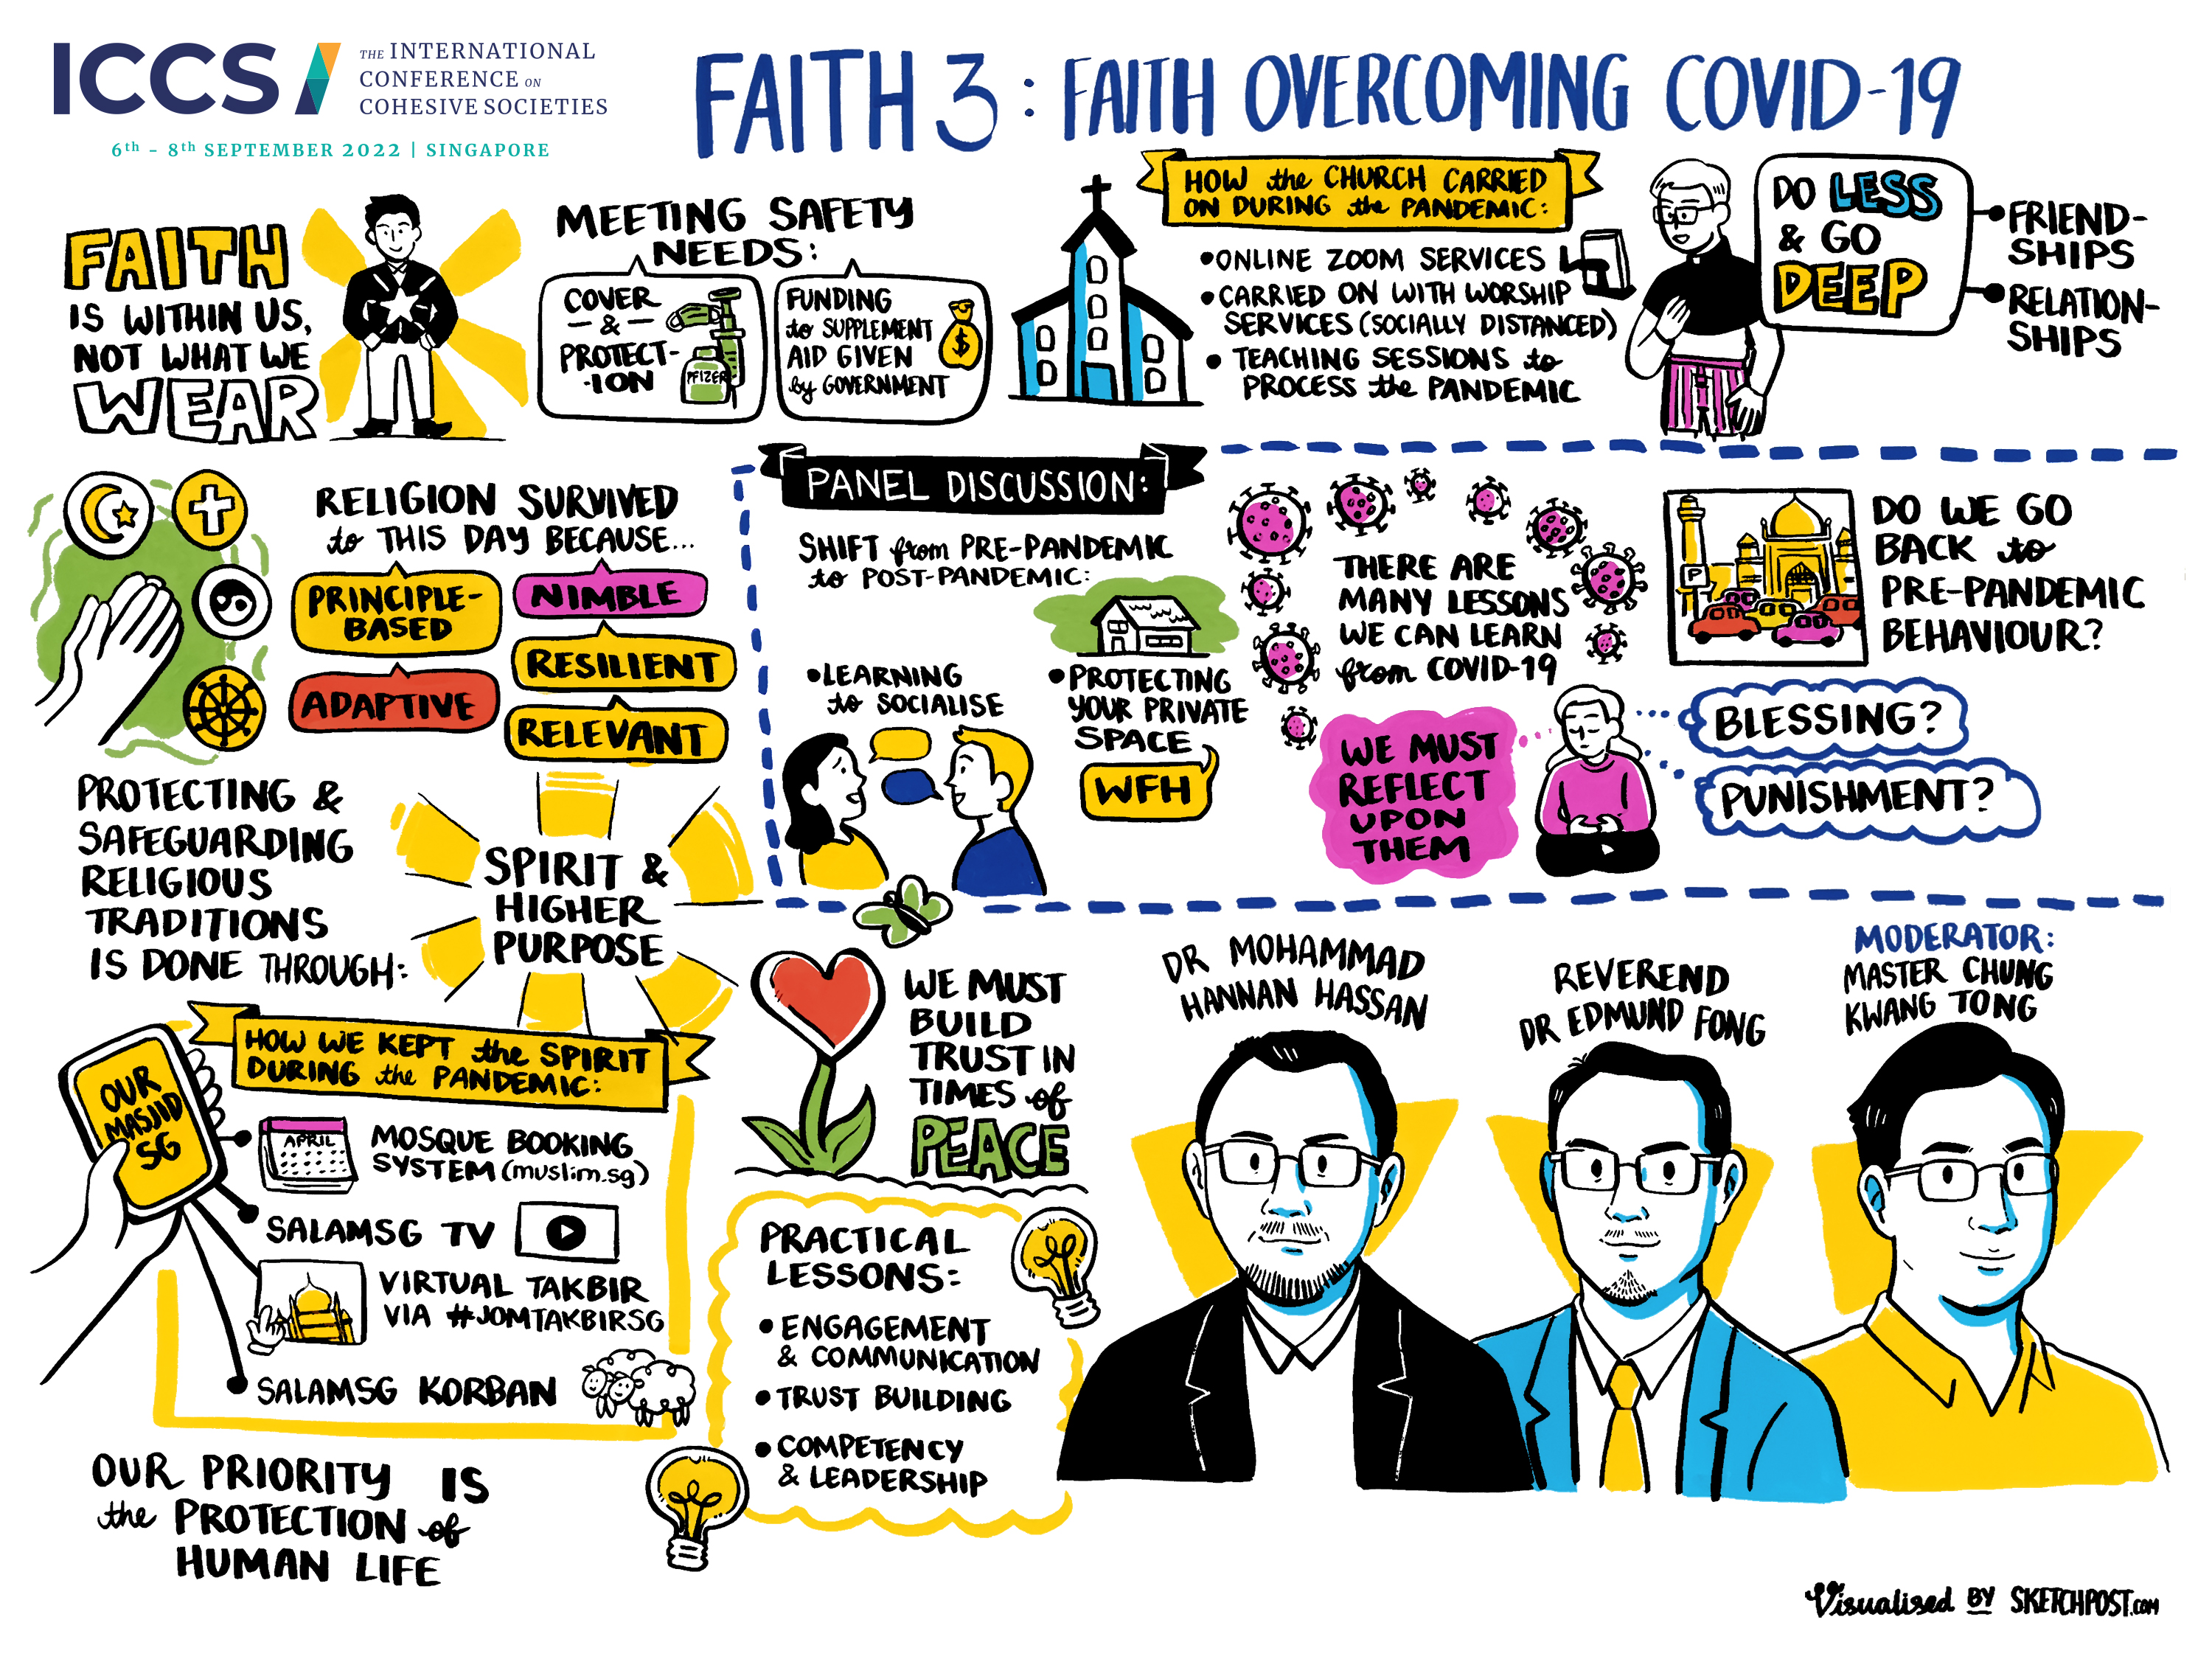 ICCS
THE INTERNATIONAL
CONFERENCE ON
COHESIVE SOCIETIES
6th – 8th SEPTEMBER 2022 | SINGAPORE
FAITH 3: FAITH OVERCOMING COVID-19
FAITH
IS WITHIN US,
NOT WHAT WE
WEAR
MEETING SAFETY
NEEDS:
COVER
— & —
PROTECT-
-ION
PFIZER
FUNDING
to SUPPLEMENT
AID GIVEN
by GOVERNMENT
$
HOW the CHURCH CARRIED
ON DURING the PANDEMIC:
• ONLINE ZOOM SERVICES
• CARRIED ON WITH WORSHIP
SERVICES (SOCIALLY DISTANCED)
• TEACHING SESSIONS to
PROCESS the PANDEMIC
DO LESS
& GO
DEEP
FRIEND-
SHIPS
RELATION-
SHIPS
RELIGION SURVIVED
to THIS DAY BECAUSE...
PRINCIPLE-
BASED
NIMBLE
RESILIENT
ADAPTIVE
RELEVANT
PROTECTING &
SAFEGUARDING
RELIGIOUS
TRADITIONS
IS DONE THROUGH:
SPIRIT &
HIGHER
PURPOSE
PANEL DISCUSSION:
SHIFT from PRE-PANDEMIC
to POST-PANDEMIC:
• LEARNING
to SOCIALISE
• PROTECTING
YOUR PRIVATE
SPACE
WFH
THERE ARE
MANY LESSONS
WE CAN LEARN
from COVID-19
WE MUST
REFLECT
UPON
THEM
P
DO WE GO
BACK to
PRE-PANDEMIC
BEHAVIOUR?
BLESSING?
PUNISHMENT?
HOW WE KEPT the SPIRIT
DURING the PANDEMIC:
OUR
MASJID
SG
APRIL
MOSQUE BOOKING
SYSTEM (muslim.sg)
SALAMSG TV
VIRTUAL TAKBIR
VIA #JOMTAKBIRSG
SALAMSG KORBAN
OUR PRIORITY IS
the PROTECTION of
HUMAN LIFE
WE MUST
BUILD
TRUST IN
TIMES of
PEACE
PRACTICAL
LESSONS:
• ENGAGEMENT
& COMMUNICATION
• TRUST BUILDING
• COMPETENCY
& LEADERSHIP
DR MOHAMMAD
HANNAN HASSAN
REVEREND
DR EDMUND FONG
MODERATOR:
MASTER CHUNG
KWANG TONG
Visualised BY SKETCHPOST.COM